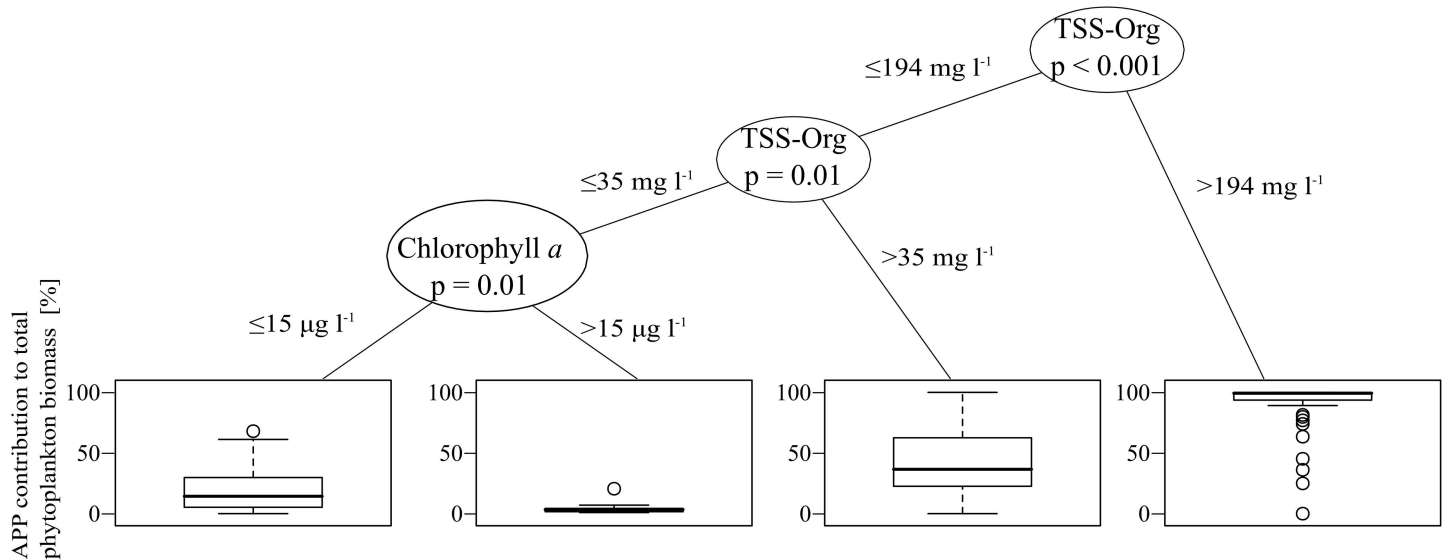 TSS-Org
p < 0.001
≤194 mg l⁻¹
>194 mg l⁻¹
TSS-Org
p = 0.01
≤35 mg l⁻¹
>35 mg l⁻¹
Chlorophyll a
p = 0.01
≤15 μg l⁻¹
>15 μg l⁻¹
APP contribution to total
phytoplankton biomass [%]
100
50
0
100
50
0
100
50
0
100
50
0